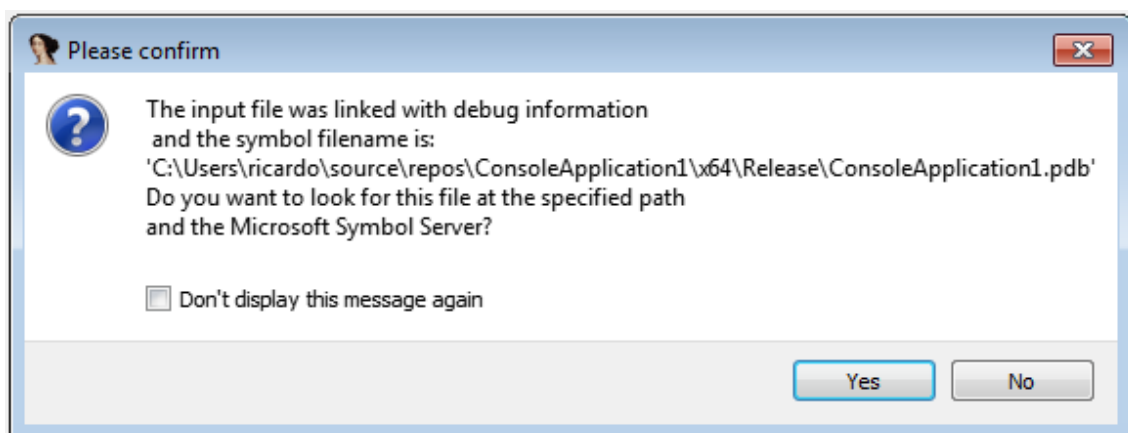 Please confirm
The input file was linked with debug information
and the symbol filename is:
'C:\Users\ricardo\source\repos\ConsoleApplication1\x64\Release\ConsoleApplication1.pdb'
Do you want to look for this file at the specified path
and the Microsoft Symbol Server?
Don't display this message again
Yes No